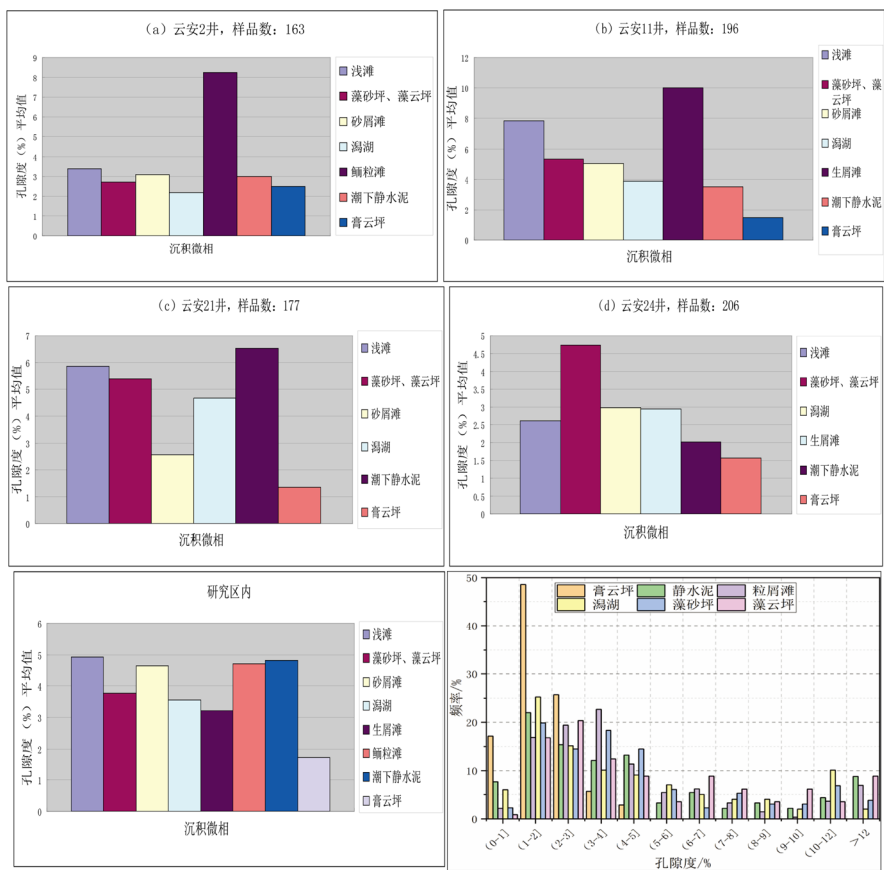 (a) 云安2井，样品数：163
孔隙度（%）平均值
9
8
7
6
5
4
3
2
1
0
沉积微相
浅滩
藻砂坪、藻云坪
砂屑滩
潟湖
鲕粒滩
潮下静水泥
膏云坪
(b) 云安11井，样品数：196
孔隙度（%）平均值
12
10
8
6
4
2
0
沉积微相
浅滩
藻砂坪、藻
云坪
砂屑滩
潟湖
生屑滩
潮下静水泥
膏云坪
(c) 云安21井，样品数：177
孔隙度（%）平均值
7
6
5
4
3
2
1
0
沉积微相
浅滩
藻砂坪、藻云坪
砂屑滩
潟湖
潮下静水泥
膏云坪
(d) 云安24井，样品数：206
孔隙度（%）平均值
5
4.5
4
3.5
3
2.5
2
1.5
1
0.5
0
沉积微相
浅滩
藻砂坪、藻云坪
潟湖
生屑滩
潮下静水泥
膏云坪
研究区内
孔隙度（%）平均值
6
5
4
3
2
1
0
沉积微相
浅滩
藻砂坪、藻云坪
砂屑滩
潟湖
生屑滩
鲕粒滩
潮下静水泥
膏云坪
膏云坪 静水泥 粒屑滩
潟湖 藻砂坪 藻云坪
频率/%
50
40
30
20
10
0
(0-1] (1-2] (2-3] (3-4] (4-5] (5-6] (6-7] (7-8] (8-9] (9-10] (10-12] >12
孔隙度/%